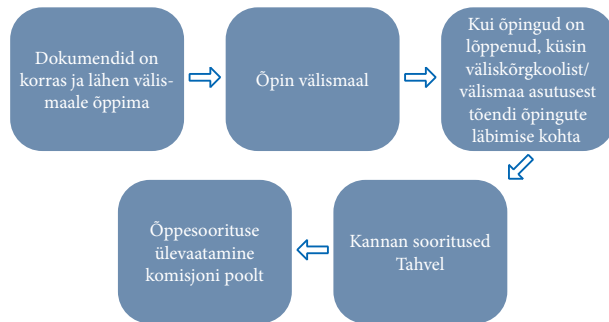 Dokumendid on
korras ja lähen välis-
maale õppima
Õpin välismaal
Kui õpingud on
lõppenud, küsin
väliskõrgkoolist/
välismaa asutusest
tõendi õpingute
läbimise kohta
Kannan sooritused
Tahvel
Õppesoorituse
ülevaatamine
komisjoni poolt